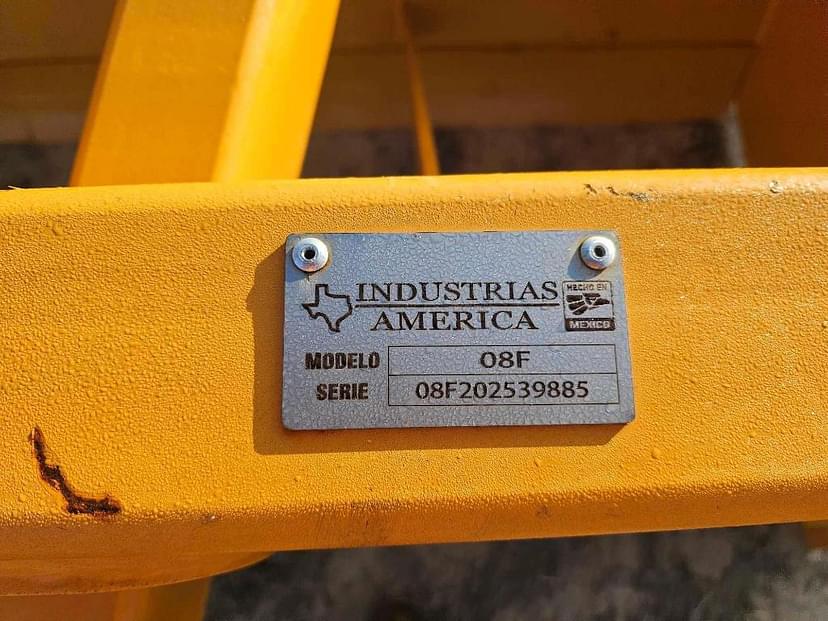 INDUSTRIAS
AMERICA
HECHO EN
MEXICO
MODELO 08F
SERIE 08F202539885